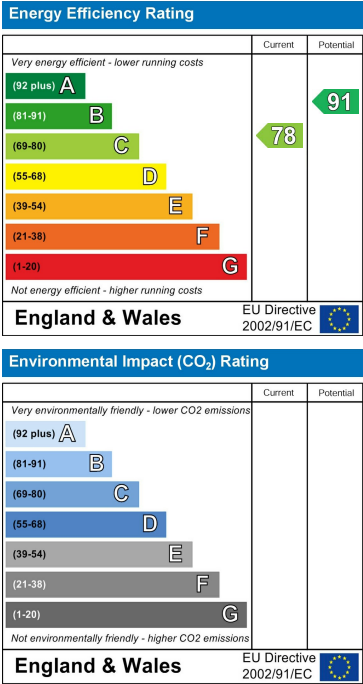 Energy Efficiency Rating
Current Potential
Very energy efficient - lower running costs
(92 plus) A
(81-91) B
(69-80) C
(55-68) D
(39-54) E
(21-38) F
(1-20) G
78
91
Not energy efficient - higher running costs
England & Wales
EU Directive
2002/91/EC
Environmental Impact (CO2) Rating
Current Potential
Very environmentally friendly - lower CO2 emissions
(92 plus) A
(81-91) B
(69-80) C
(55-68) D
(39-54) E
(21-38) F
(1-20) G
Not environmentally friendly - higher CO2 emissions
England & Wales
EU Directive
2002/91/EC